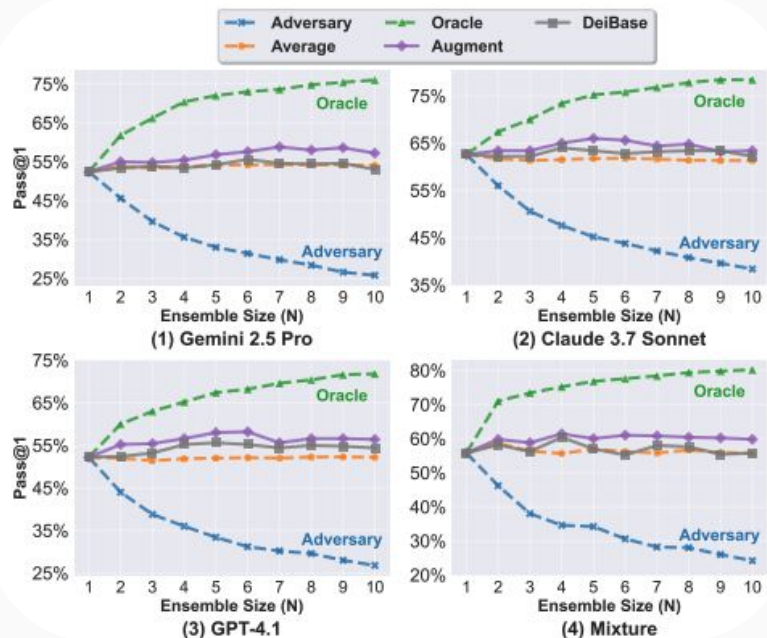 Adversary Oracle DeiBase
Average Augment
75%
65%
55%
45%
35%
25%
Pass@1
Oracle
Adversary
1 2 3 4 5 6 7 8 9 10
Ensemble Size (N)
(1) Gemini 2.5 Pro
75%
65%
55%
45%
35%
Oracle
Adversary
1 2 3 4 5 6 7 8 9 10
Ensemble Size (N)
(2) Claude 3.7 Sonnet
75%
65%
55%
45%
35%
25%
Pass@1
Oracle
Adversary
1 2 3 4 5 6 7 8 9 10
Ensemble Size (N)
(3) GPT-4.1
80%
70%
60%
50%
40%
30%
20%
Oracle
Adversary
1 2 3 4 5 6 7 8 9 10
Ensemble Size (N)
(4) Mixture